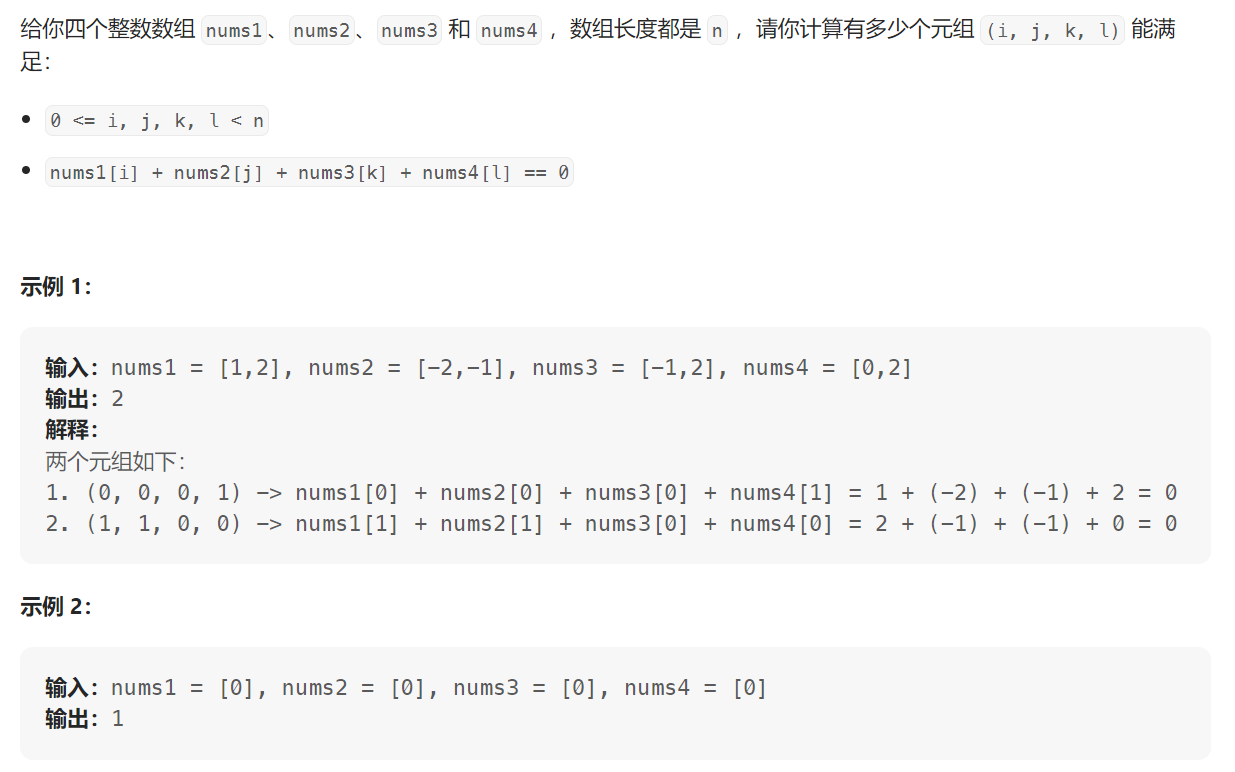 给你四个整数数组 nums1、nums2、nums3 和 nums4 ，数组长度都是 n ，请你计算有多少个元组 (i, j, k, l) 能满
足：
• 0 <= i, j, k, l < n
• nums1[i] + nums2[j] + nums3[k] + nums4[l] == 0
示例 1：
输入：nums1 = [1,2], nums2 = [-2,-1], nums3 = [-1,2], nums4 = [0,2]
输出：2
解释：
两个元组如下：
1. (0, 0, 0, 1) -> nums1[0] + nums2[0] + nums3[0] + nums4[1] = 1 + (-2) + (-1) + 2 = 0
2. (1, 1, 0, 0) -> nums1[1] + nums2[1] + nums3[0] + nums4[0] = 2 + (-1) + (-1) + 0 = 0
示例 2：
输入：nums1 = [0], nums2 = [0], nums3 = [0], nums4 = [0]
输出：1